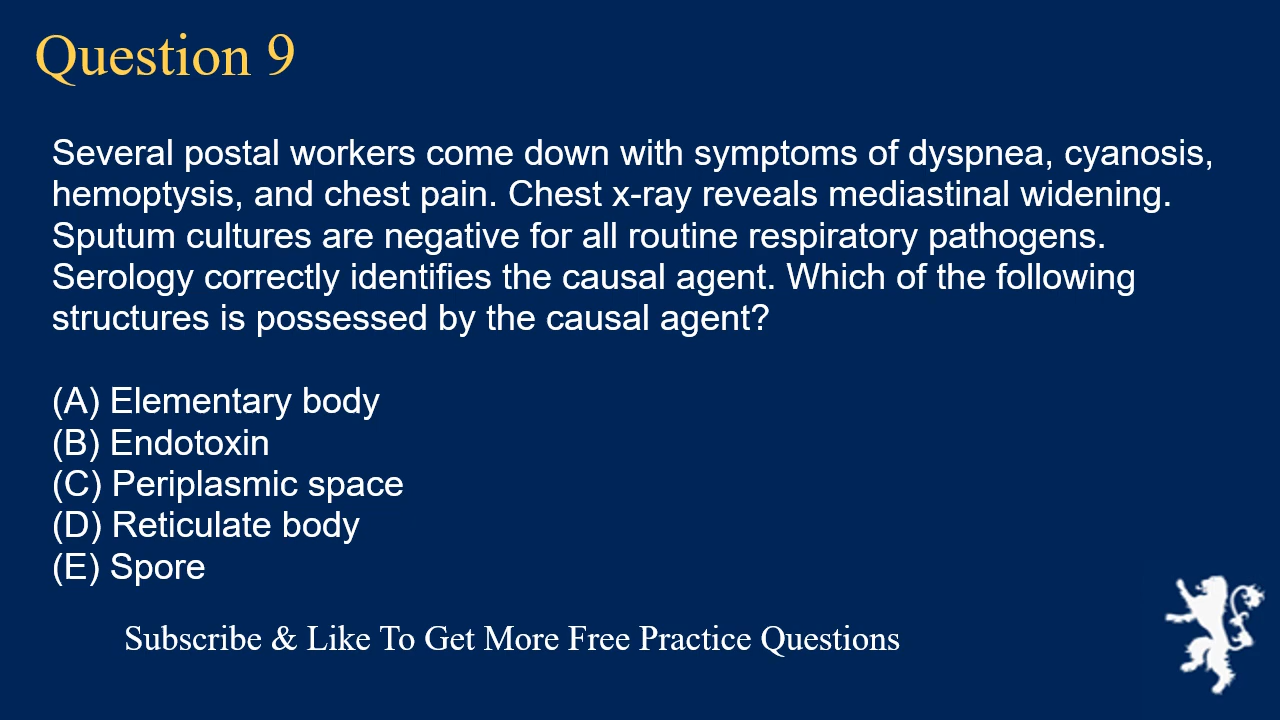 Question 9
Several postal workers come down with symptoms of dyspnea, cyanosis,
hemoptysis, and chest pain. Chest x-ray reveals mediastinal widening.
Sputum cultures are negative for all routine respiratory pathogens.
Serology correctly identifies the causal agent. Which of the following
structures is possessed by the causal agent?
(A) Elementary body
(B) Endotoxin
(C) Periplasmic space
(D) Reticulate body
(E) Spore
Subscribe & Like To Get More Free Practice Questions